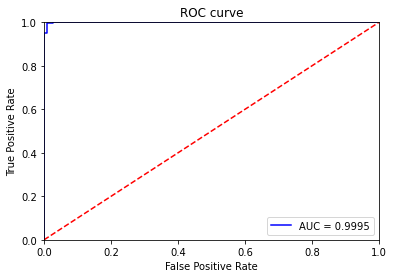 ROC curve
True Positive Rate
1.0
0.8
0.6
0.4
0.2
0.0
AUC = 0.9995
0.0 0.2 0.4 0.6 0.8 1.0
False Positive Rate